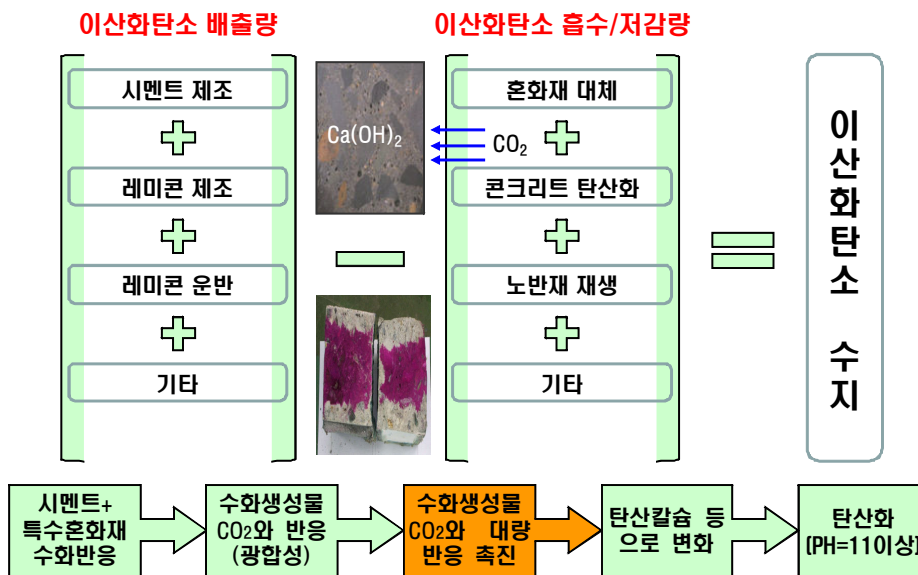 이산화탄소 배출량
이산화탄소 흡수/저감량
시멘트 제조
레미콘 제조
레미콘 운반
기타
Ca(OH)₂
CO₂
혼화재 대체
콘크리트 탄산화
노반재 재생
기타
이산화탄소 수지
시멘트+
특수혼화재
수화반응
수화생성물
CO₂와 반응
(광합성)
수화생성물
CO₂와 대량
반응 촉진
탄산칼슘 등
으로 변화
탄산화
(PH=11이상)